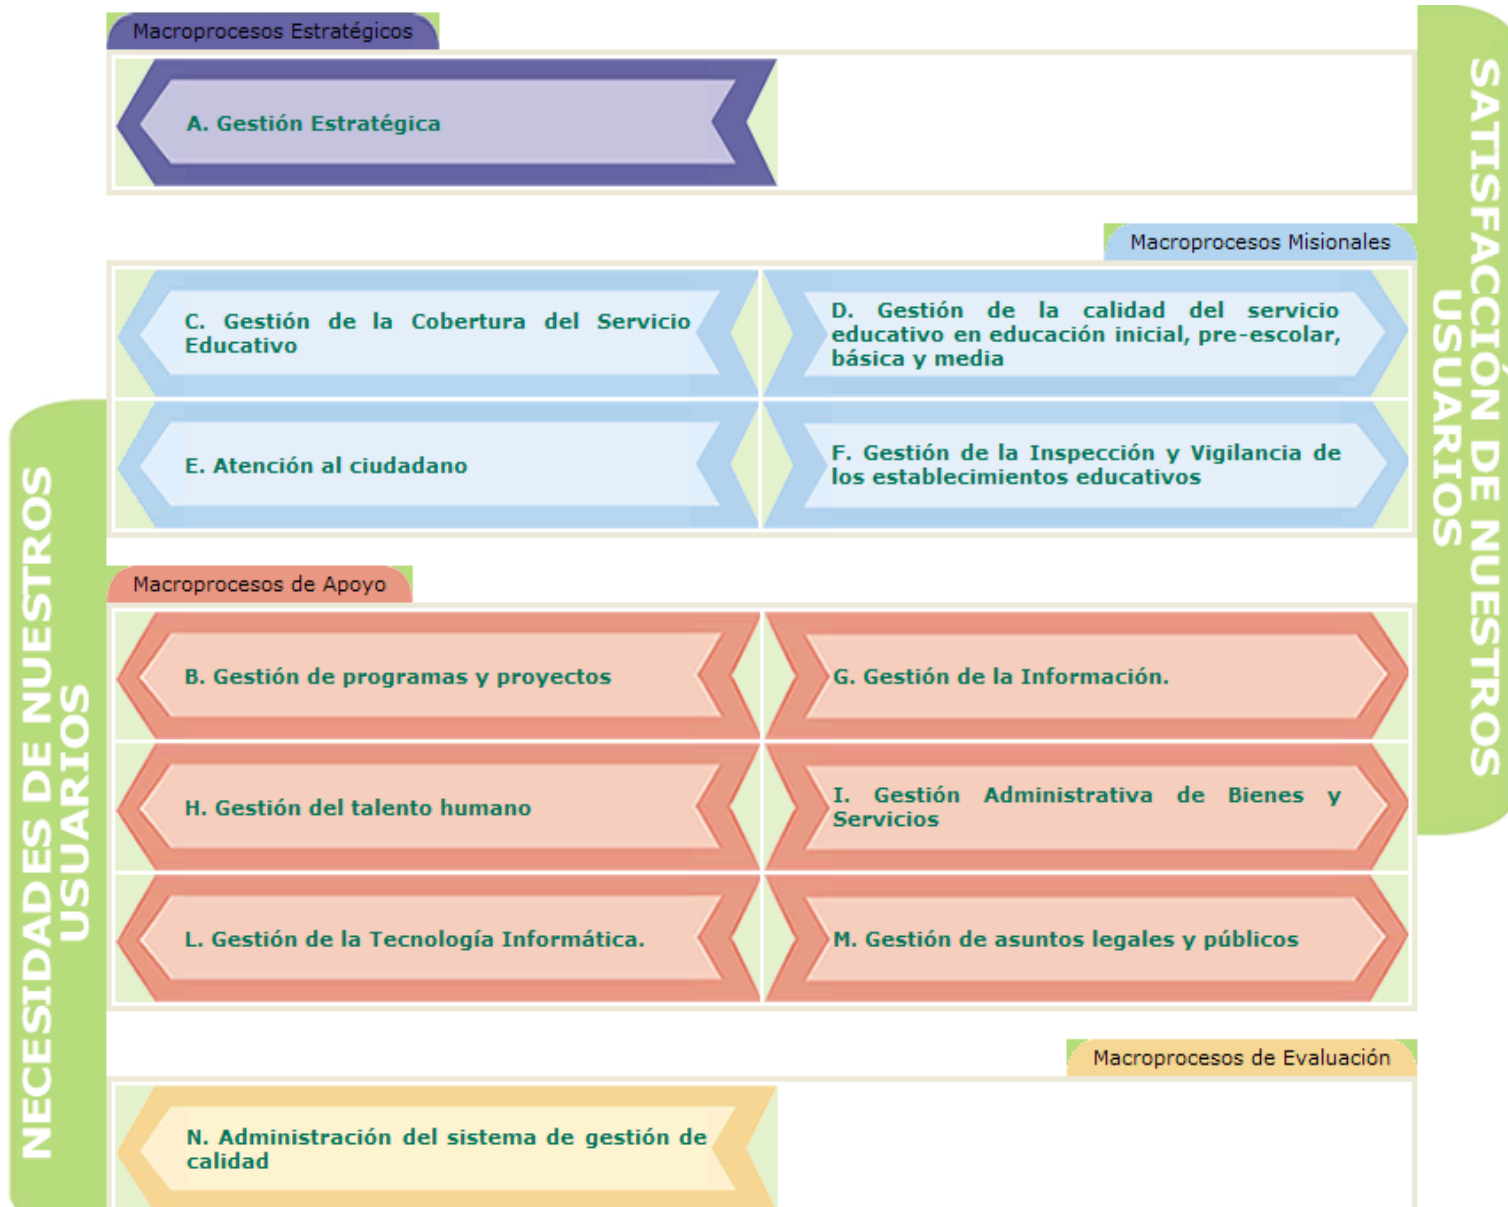 Macroprocesos Estratégicos
A. Gestión Estratégica
Macroprocesos Misionales
C. Gestión de la Cobertura del Servicio
Educativo
D. Gestión de la calidad del servicio
educativo en educación inicial, pre-escolar,
básica y media
E. Atención al ciudadano
F. Gestión de la Inspección y Vigilancia de
los establecimientos educativos
Macroprocesos de Apoyo
B. Gestión de programas y proyectos
G. Gestión de la Información.
H. Gestión del talento humano
I. Gestión Administrativa de Bienes y
Servicios
L. Gestión de la Tecnología Informática.
M. Gestión de asuntos legales y públicos
Macroprocesos de Evaluación
N. Administración del sistema de gestión de
calidad
NECESIDADES DE NUESTROS
USUARIOS
SATISFACCIÓN DE NUESTROS
USUARIOS